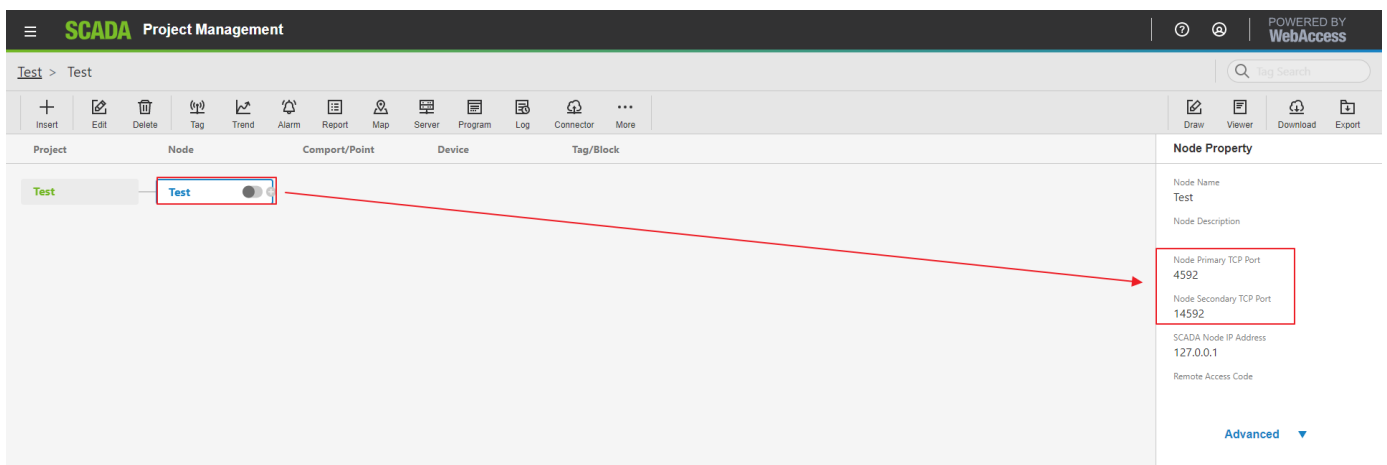 SCADA Project Management
POWERED BY
WebAccess
Test > Test
Tag Search
Insert Edit Delete Tag Trend Alarm Report Map Server Program Log Connector More
Draw Viewer Download Export
Project Node Comport/Point Device Tag/Block
Node Property
Test Test
Node Name
Test
Node Description
Node Primary TCP Port
4592
Node Secondary TCP Port
14592
SCADA Node IP Address
127.0.0.1
Remote Access Code
Advanced